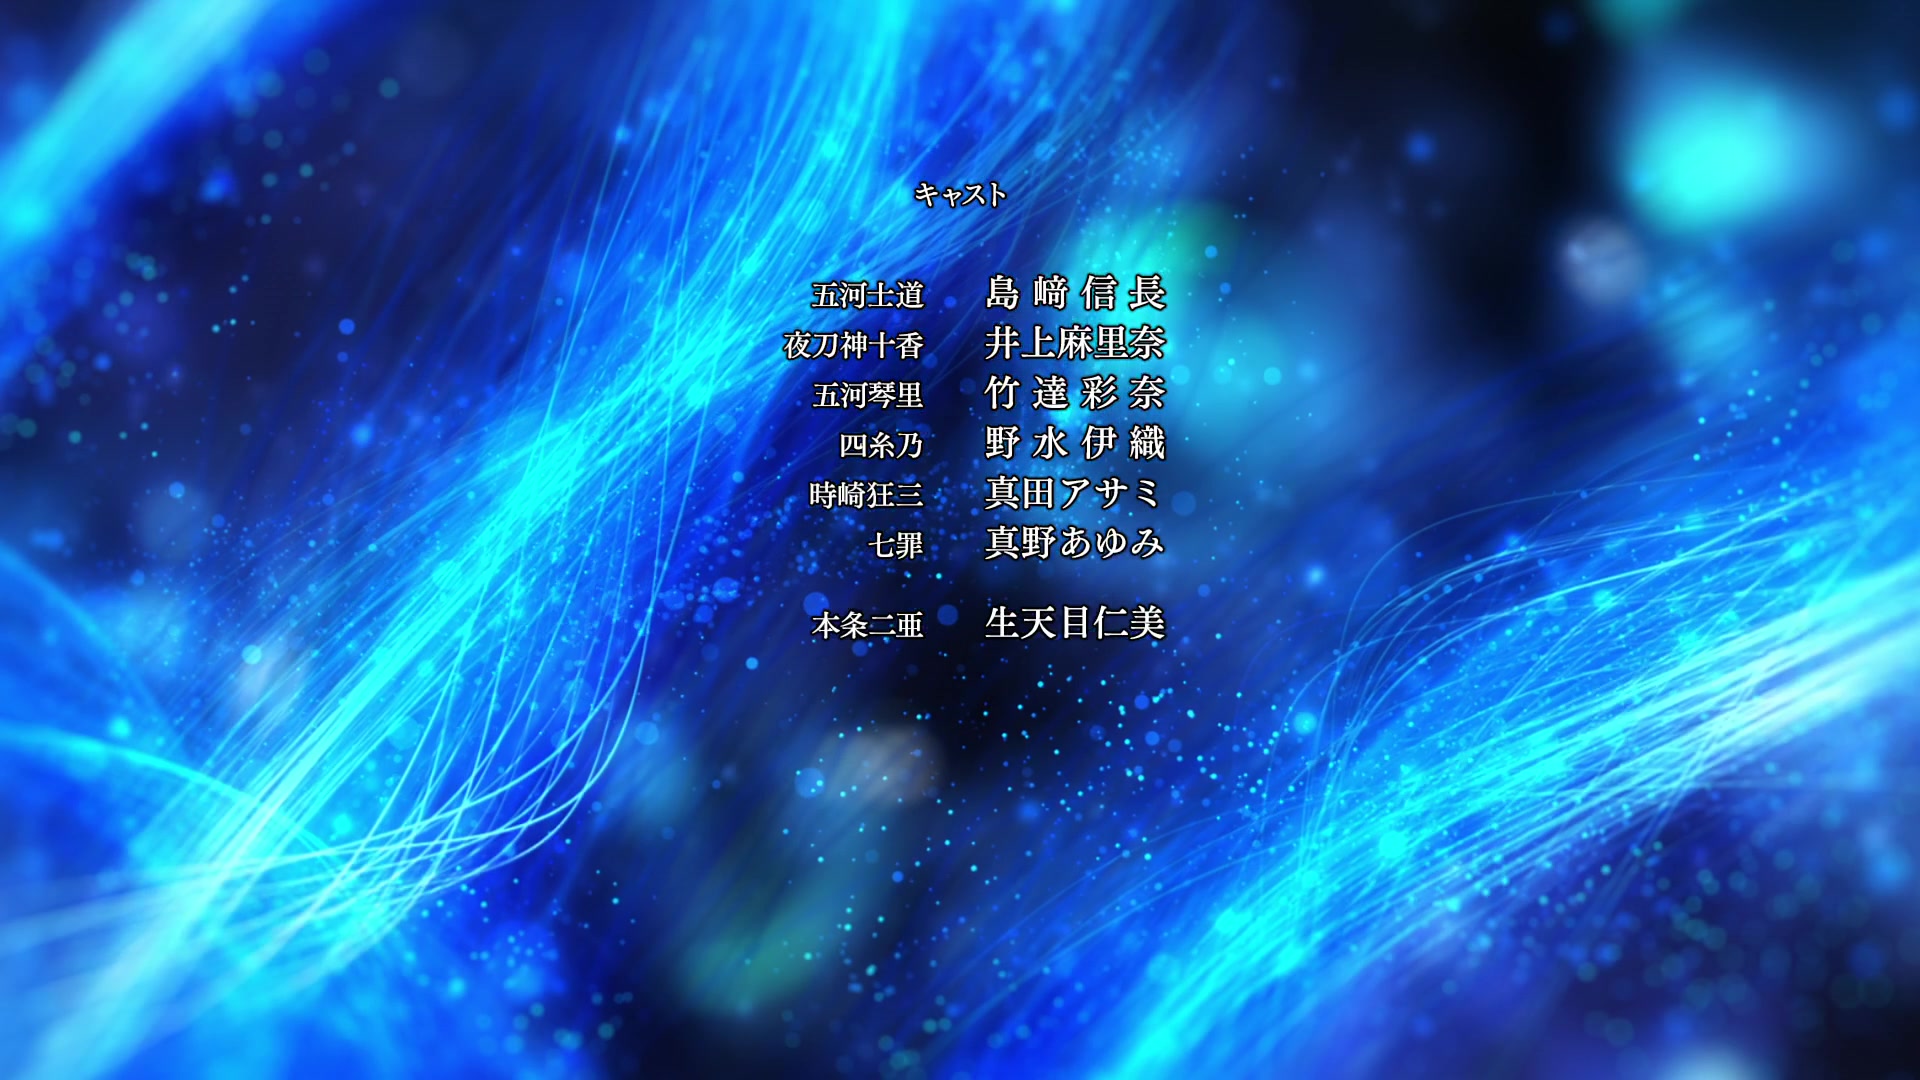 キャスト
五河士道 島﨑信長
夜刀神十香 井上麻里奈
五河琴里 竹達彩奈
四糸乃 野水伊織
時崎狂三 真田アサミ
七罪 真野あゆみ
本条二亜 生天目仁美